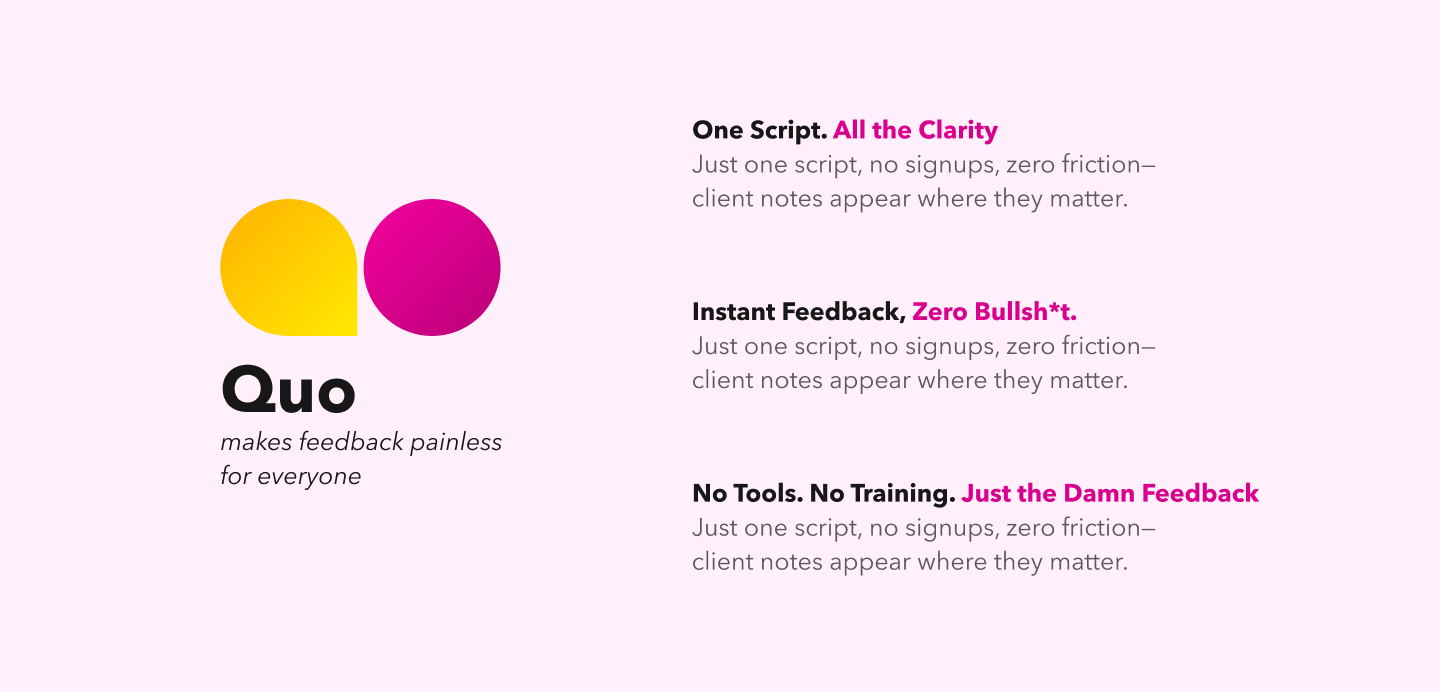 Quo
makes feedback painless
for everyone
One Script. All the Clarity
Just one script, no signups, zero friction—
client notes appear where they matter.
Instant Feedback, Zero Bullsh*t.
Just one script, no signups, zero friction—
client notes appear where they matter.
No Tools. No Training. Just the Damn Feedback
Just one script, no signups, zero friction—
client notes appear where they matter.